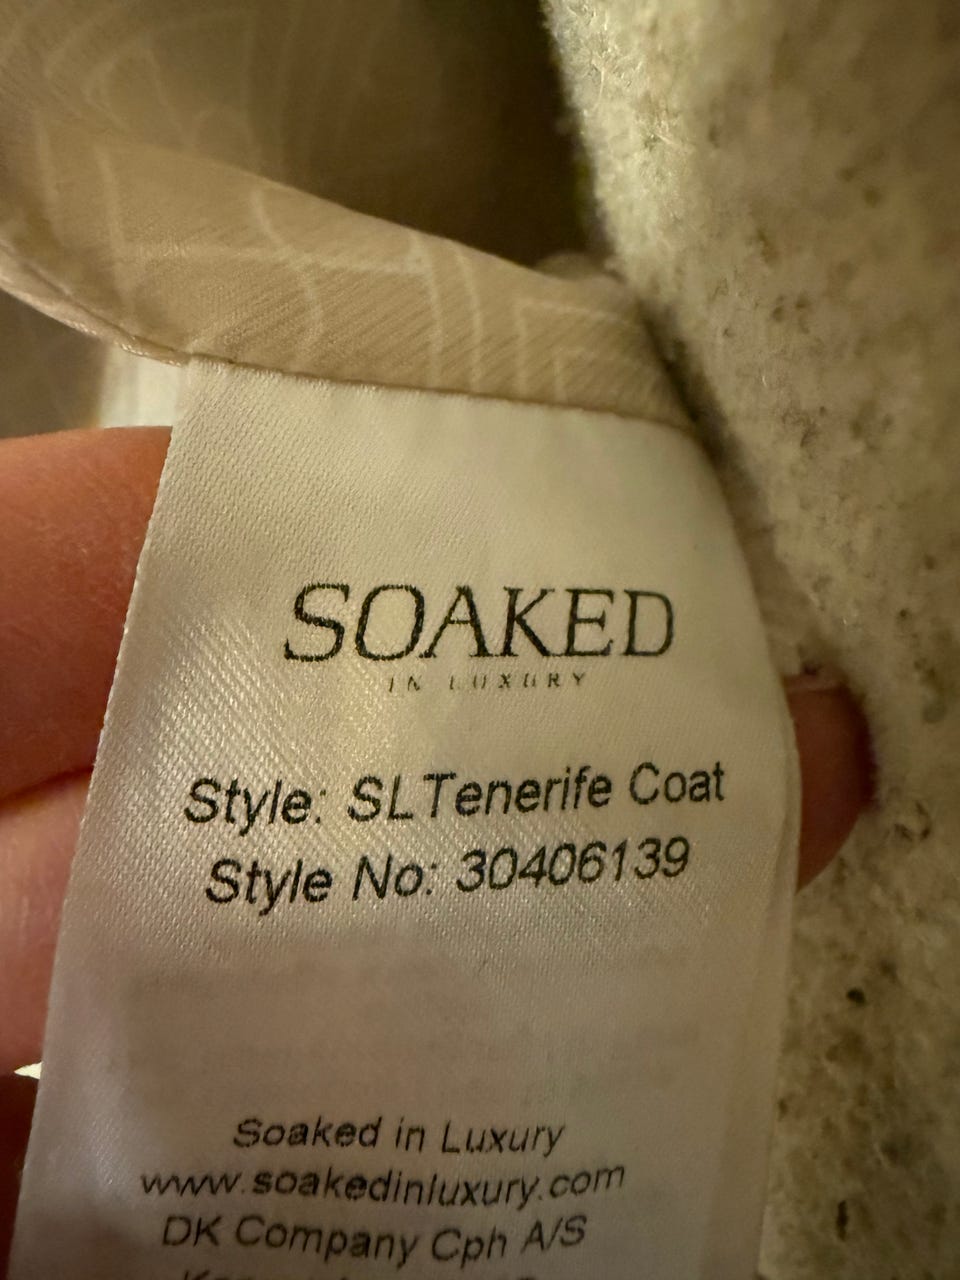 SOAKED
IN LUXURY
Style: SLTenerife Coat
Style No: 30406139
Soaked in Luxury
www.soakedinluxury.com
DK Company Cph A/S